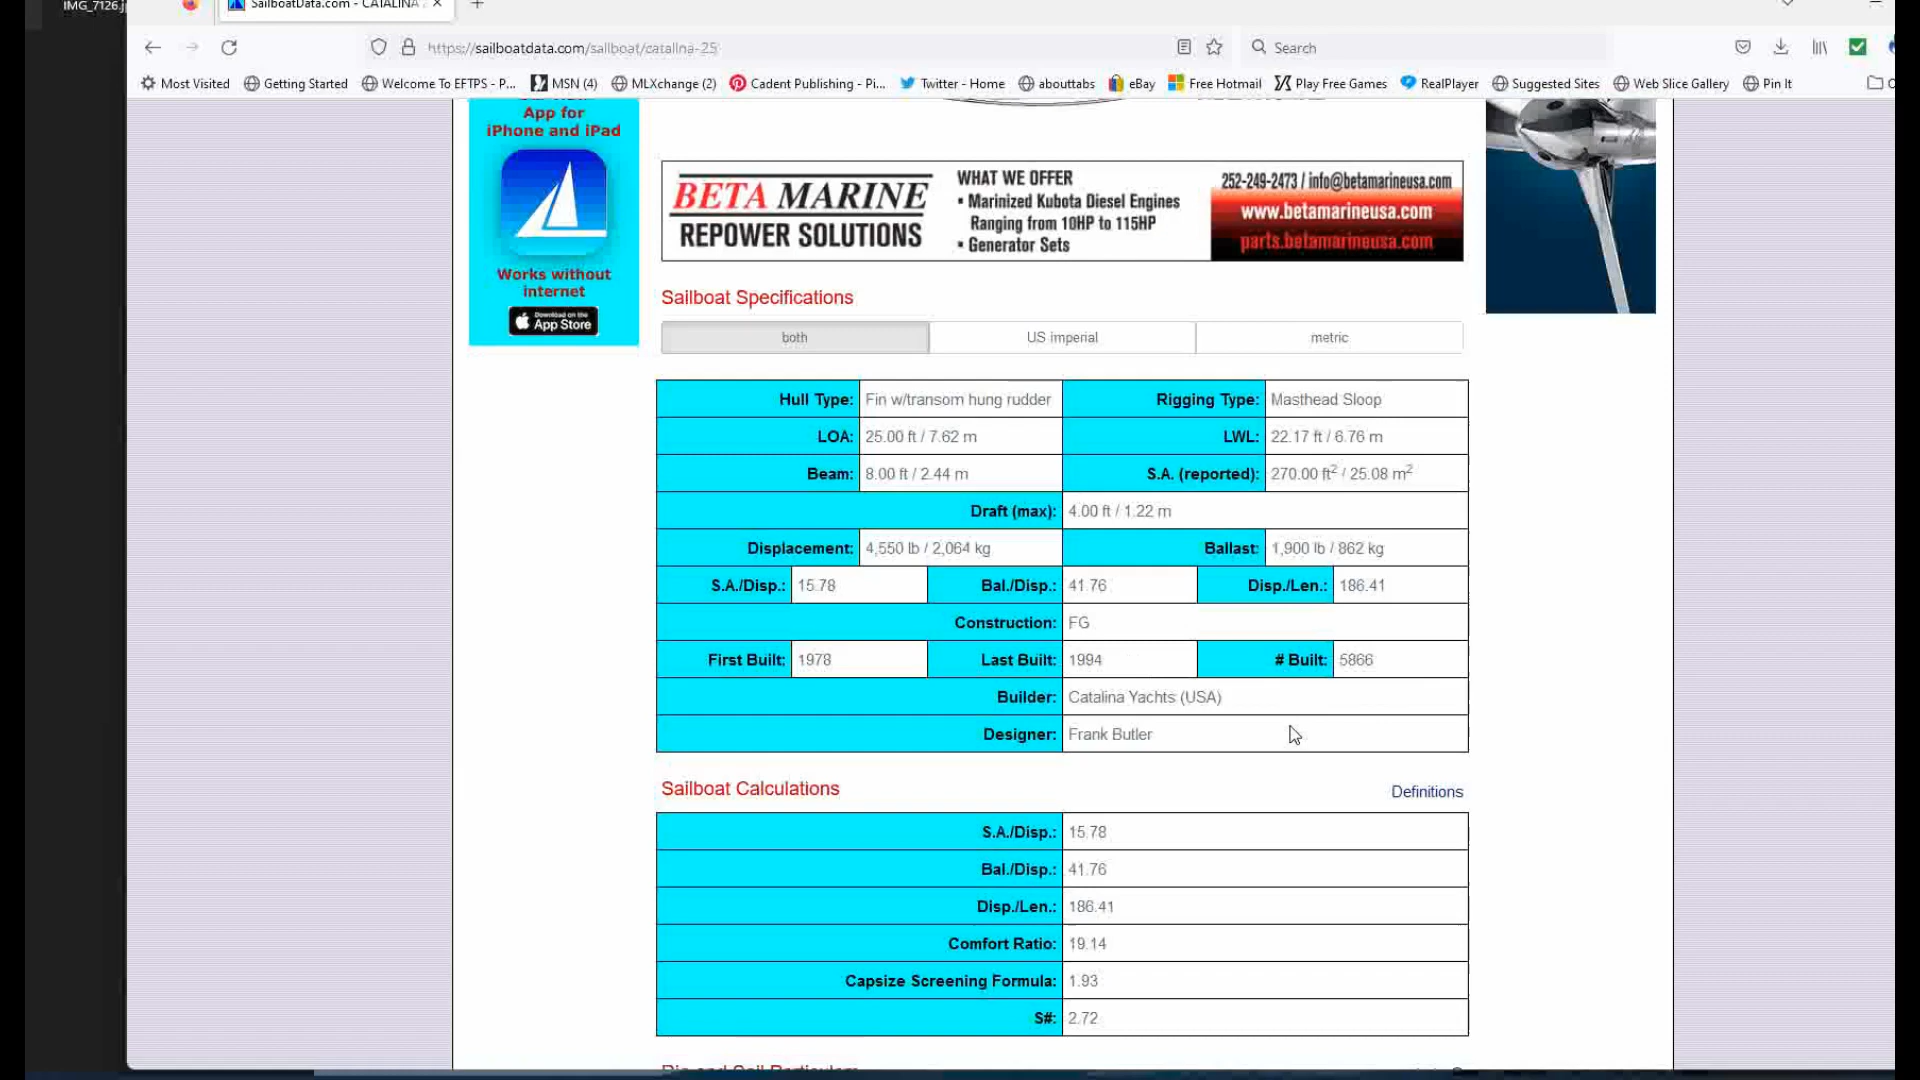 IMG_7126.j
SailboatData.com - CATALINA 2
https://sailboatdata.com/sailboat/catalina-25
Search
Most Visited Getting Started Welcome To EFTPS - P... MSN (4) MLXchange (2) Cadent Publishing - Pi... Twitter - Home abouttabs eBay Free Hotmail Play Free Games RealPlayer Suggested Sites Web Slice Gallery Pin It
App for
iPhone and iPad
Works without
internet
Download on the
App Store
BETA MARINE
REPOWER SOLUTIONS
WHAT WE OFFER
• Marinized Kubota Diesel Engines
Ranging from 10HP to 115HP
• Generator Sets
252-249-2473 / info@betamarineusa.com
www.betamarineusa.com
parts.betamarineusa.com
Sailboat Specifications
both US imperial metric
Hull Type: Fin w/transom hung rudder Rigging Type: Masthead Sloop
LOA: 25.00 ft / 7.62 m LWL: 22.17 ft / 6.76 m
Beam: 8.00 ft / 2.44 m S.A. (reported): 270.00 ft² / 25.08 m²
Draft (max): 4.00 ft / 1.22 m
Displacement: 4,550 lb / 2,064 kg Ballast: 1,900 lb / 862 kg
S.A./Disp.: 15.78 Bal./Disp.: 41.76 Disp./Len.: 186.41
Construction: FG
First Built: 1978 Last Built: 1994 # Built: 5866
Builder: Catalina Yachts (USA)
Designer: Frank Butler
Sailboat Calculations Definitions
S.A./Disp.: 15.78
Bal./Disp.: 41.76
Disp./Len.: 186.41
Comfort Ratio: 19.14
Capsize Screening Formula: 1.93
S#: 2.72
Rig and Sail Particulars